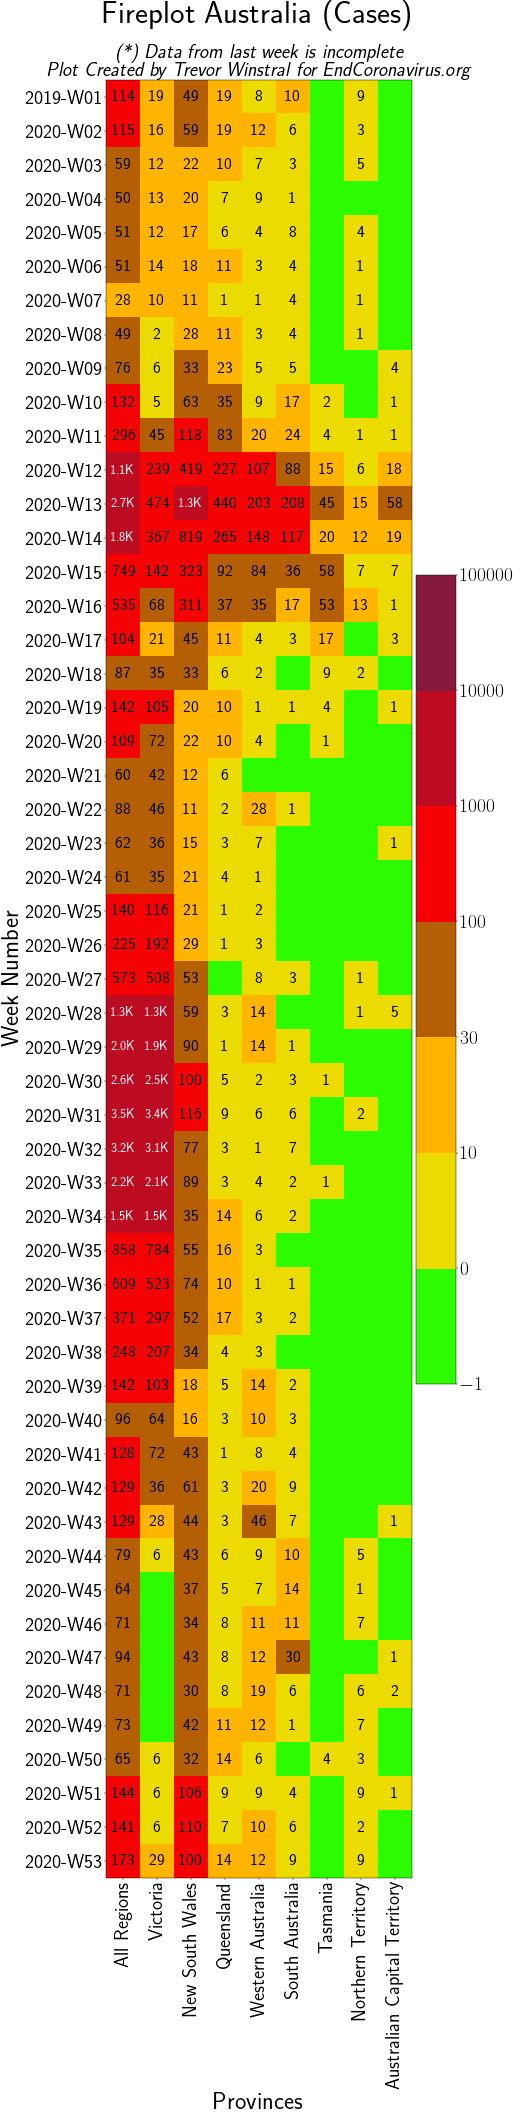 Fireplot Australia (Cases)
(*) Data from last week is incomplete
Plot Created by Trevor Winstral for EndCoronavirus.org
2019-W01 114 19 49 19 8 10 9
2020-W02 115 16 59 19 12 6 3
2020-W03 59 12 22 10 7 3 5
2020-W04 50 13 20 7 9 1
2020-W05 51 12 17 6 4 8 4
2020-W06 51 14 18 11 3 4 1
2020-W07 28 10 11 1 1 4 1
2020-W08 49 2 28 11 3 4 1
2020-W09 76 6 33 23 5 5 4
2020-W10 132 5 63 35 9 17 2 1
2020-W11 296 45 118 83 20 24 4 1 1
2020-W12 1.1K 239 419 227 107 88 15 6 18
2020-W13 2.7K 474 1.3K 440 203 208 45 15 58
2020-W14 1.8K 367 819 265 148 117 20 12 19
2020-W15 749 142 323 92 84 36 58 7 7
2020-W16 535 68 311 37 35 17 53 13 1
2020-W17 104 21 45 11 4 3 17 3
2020-W18 87 35 33 6 2 9 2
2020-W19 142 105 20 10 1 1 4 1
2020-W20 109 72 22 10 4 1
2020-W21 60 42 12 6
2020-W22 88 46 11 2 28 1
2020-W23 62 36 15 3 7 1
2020-W24 61 35 21 4 1
2020-W25 140 116 21 1 2
2020-W26 225 192 29 1 3
2020-W27 573 508 53 8 3 1
2020-W28 1.3K 1.3K 59 3 14 1 5
2020-W29 2.0K 1.9K 90 1 14 1
2020-W30 2.6K 2.5K 100 5 2 3 1
2020-W31 3.5K 3.4K 116 9 6 6 2
2020-W32 3.2K 3.1K 77 3 1 7
2020-W33 2.2K 2.1K 89 3 4 2 1
2020-W34 1.5K 1.5K 35 14 6 2
2020-W35 858 784 55 16 3
2020-W36 609 523 74 10 1 1
2020-W37 371 297 52 17 3 2
2020-W38 248 207 34 4 3
2020-W39 142 103 18 5 14 2
2020-W40 96 64 16 3 10 3
2020-W41 128 72 43 1 8 4
2020-W42 129 36 61 3 20 9
2020-W43 129 28 44 3 46 7 1
2020-W44 79 6 43 6 9 10 5
2020-W45 64 37 5 7 14 1
2020-W46 71 34 8 11 11 7
2020-W47 94 43 8 12 30 1
2020-W48 71 30 8 19 6 6 2
2020-W49 73 42 11 12 1 7
2020-W50 65 6 32 14 6 4 3
2020-W51 144 6 106 9 9 4 9 1
2020-W52 141 6 110 7 10 6 2
2020-W53 173 29 100 14 12 9 9
Week Number
All Regions
Victoria
New South Wales
Queensland
Western Australia
South Australia
Tasmania
Northern Territory
Australian Capital Territory
Provinces
100000
10000
1000
100
30
10
0
−1